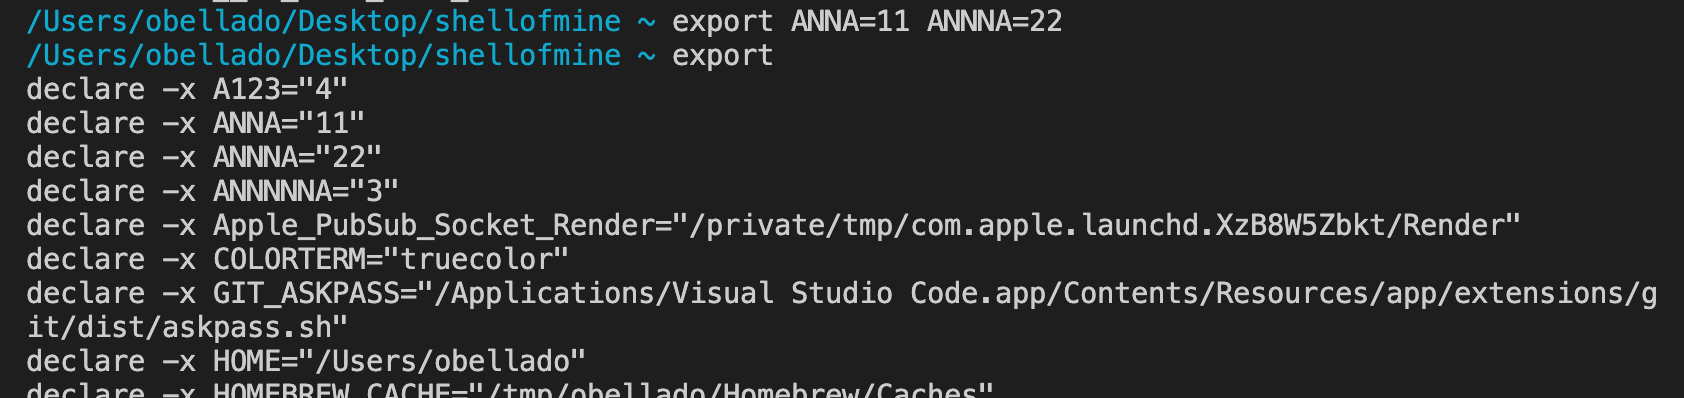 /Users/obellado/Desktop/shellofmine ~ export ANNA=11 ANNNA=22
/Users/obellado/Desktop/shellofmine ~ export
declare -x A123="4"
declare -x ANNA="11"
declare -x ANNNA="22"
declare -x ANNNNNA="3"
declare -x Apple_PubSub_Socket_Render="/private/tmp/com.apple.launchd.XzB8W5Zbkt/Render"
declare -x COLORTERM="truecolor"
declare -x GIT_ASKPASS="/Applications/Visual Studio Code.app/Contents/Resources/app/extensions/g
it/dist/askpass.sh"
declare -x HOME="/Users/obellado"
declare -x HOMEBREW_CACHE="/tmp/obellado/Homebrew/Caches"